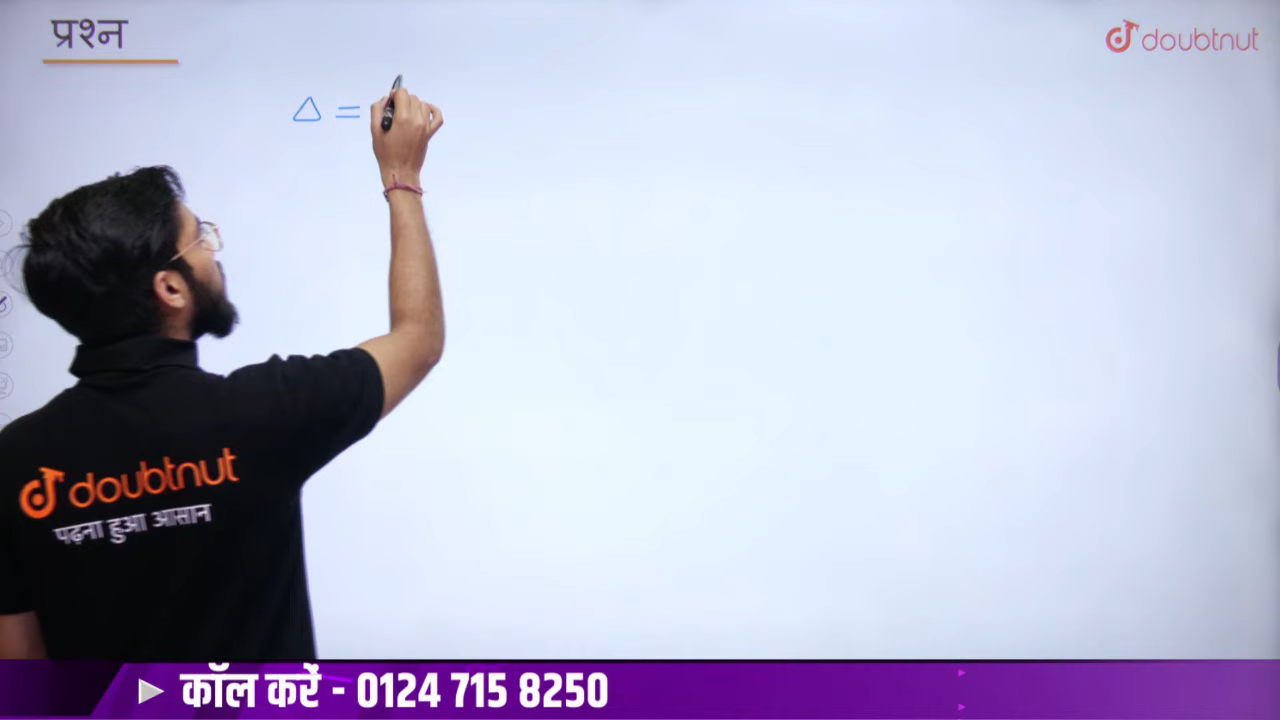 प्रश्न
doubtnut
△ =
doubtnut
पढ़ना हुआ आसान
कॉल करें - 0124 715 8250